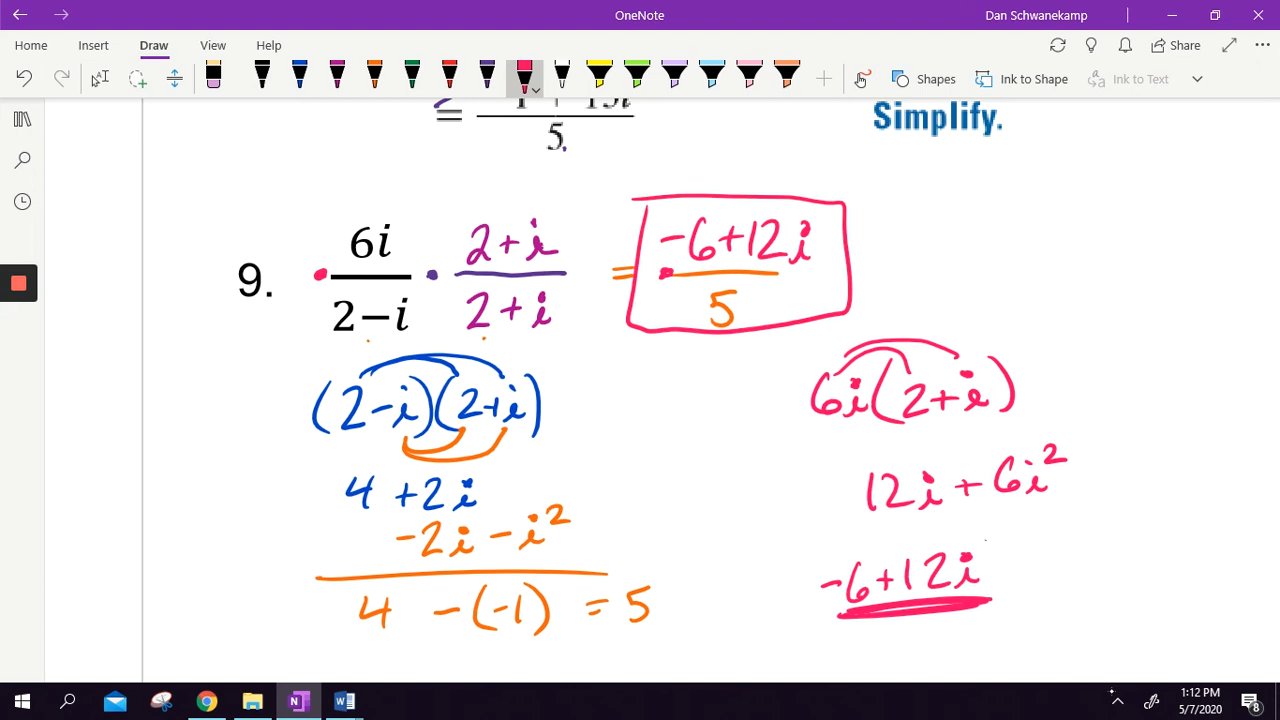 OneNote
Dan Schwanekamp
Home Insert Draw View Help
Share
Shapes Ink to Shape Ink to Text
5.
Simplify.
9. 6i / 2−i • 2+i / 2+i = -6+12i / 5
(2-i)(2+i)
4 +2i
-2i - i²
4 -(-1) = 5
6i(2+i)
12i + 6i²
-6+12i
1:12 PM
5/7/2020
8